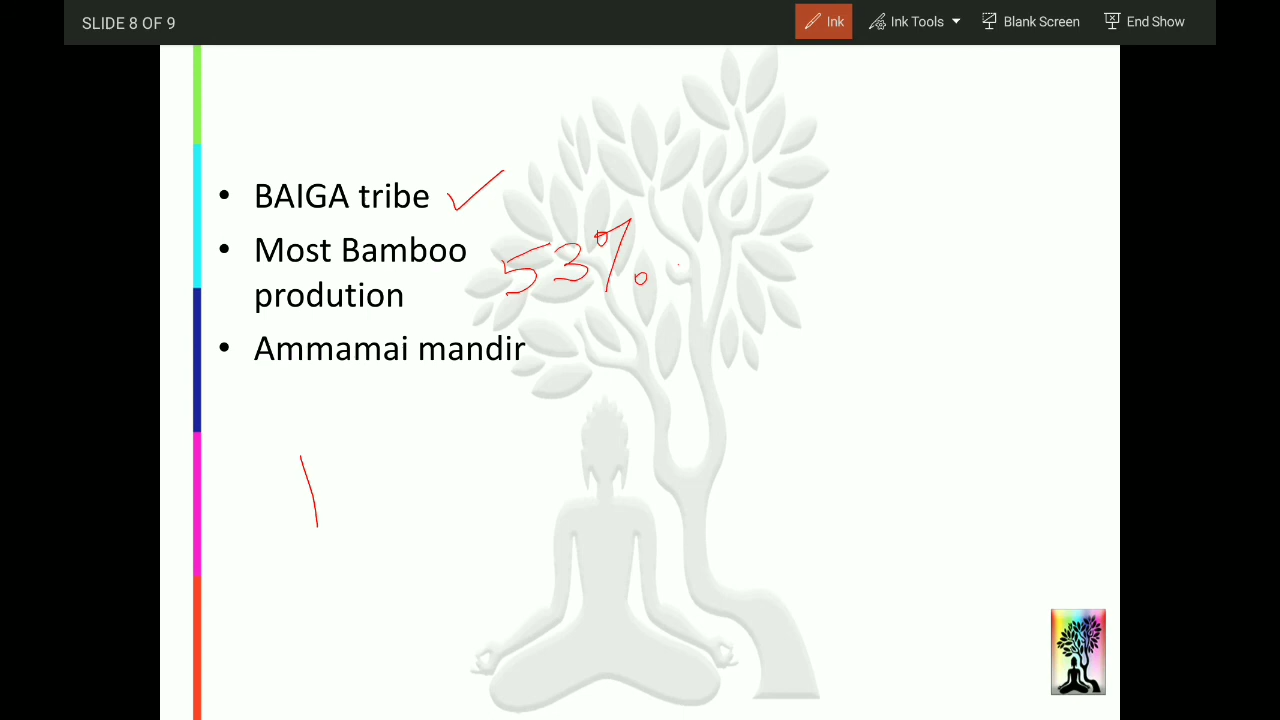 SLIDE 8 OF 9
Ink Ink Tools Blank Screen End Show
• BAIGA tribe
• Most Bamboo
prodution
53%
• Ammamai mandir